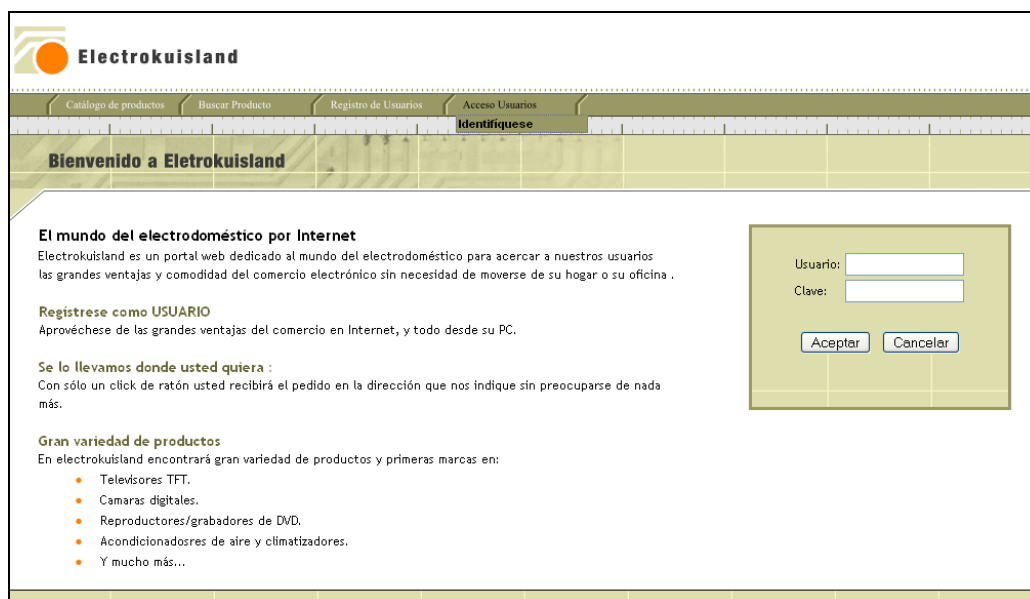 Electrokuisland
Catálogo de productos Buscar Producto Registro de Usuarios Acceso Usuarios
Identifíquese
Bienvenido a Eletrokuisland
El mundo del electrodoméstico por Internet
Electrokuisland es un portal web dedicado al mundo del electrodoméstico para acercar a nuestros usuarios
las grandes ventajas y comodidad del comercio electrónico sin necesidad de moverse de su hogar o su oficina .
Regístrese como USUARIO
Aprovéchese de las grandes ventajas del comercio en Internet, y todo desde su PC.
Se lo llevamos donde usted quiera :
Con sólo un click de ratón usted recibirá el pedido en la dirección que nos indique sin preocuparse de nada
más.
Gran variedad de productos
En electrokuisland encontrará gran variedad de productos y primeras marcas en:
Televisores TFT.
Camaras digitales.
Reproductores/grabadores de DVD.
Acondicionadosres de aire y climatizadores.
Y mucho más...
Usuario:
Clave:
Aceptar Cancelar